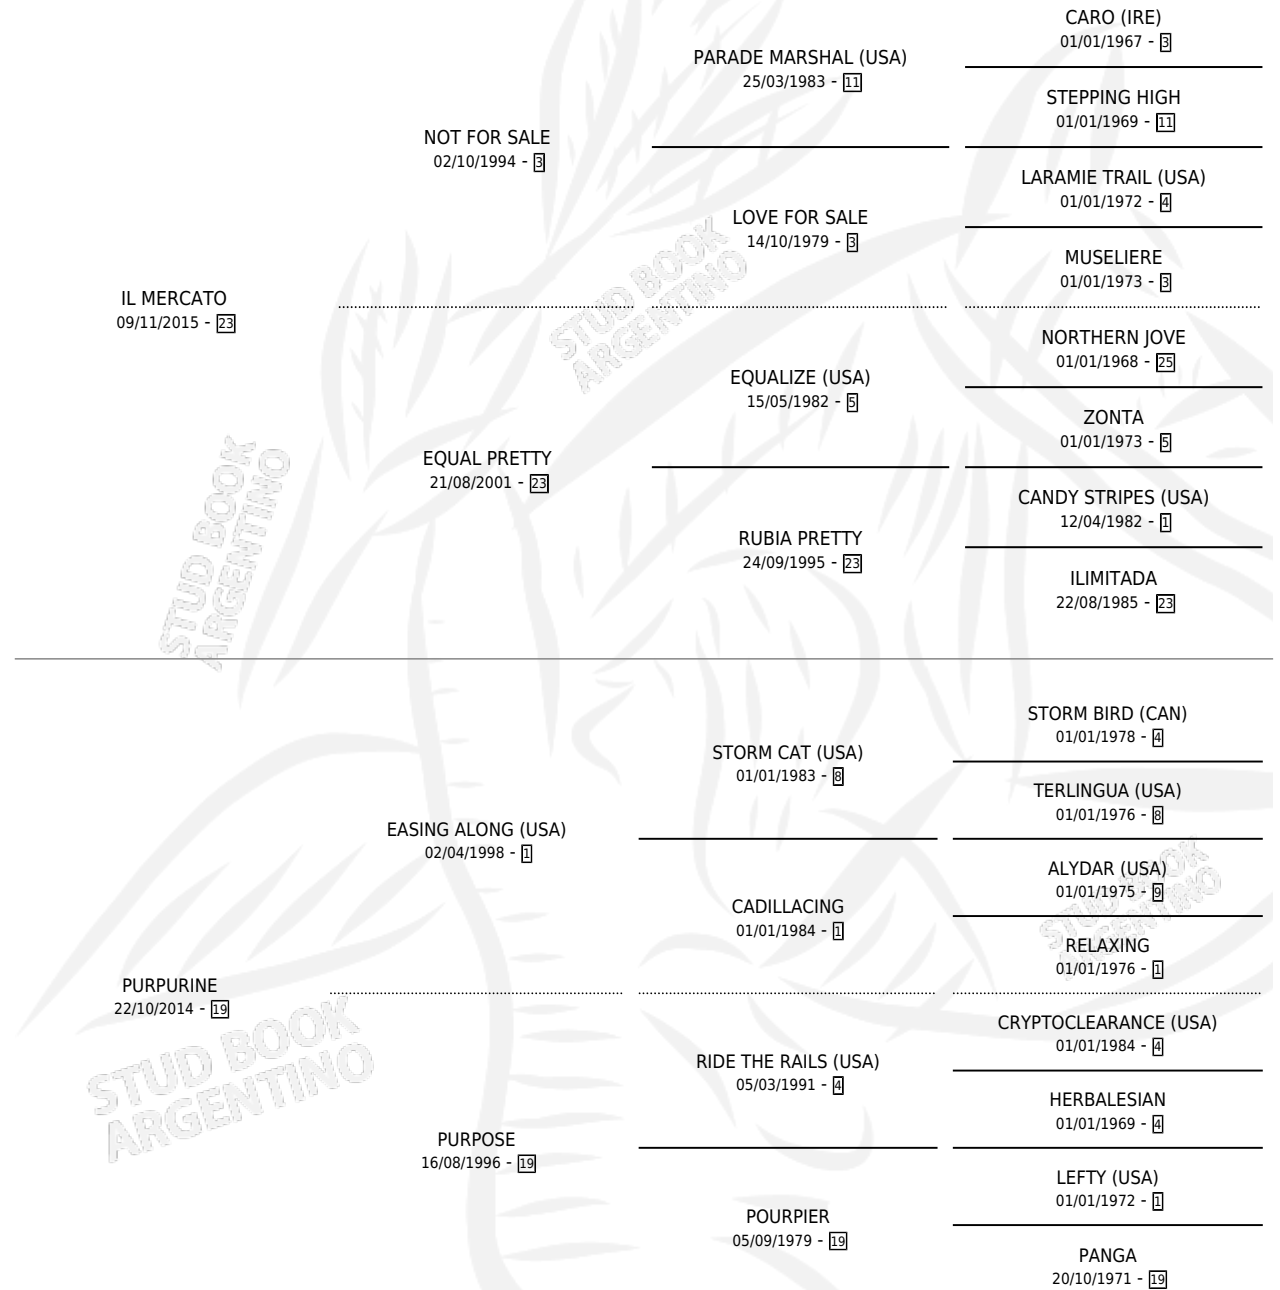 CARO (IRE)
01/01/1967 - 3
PARADE MARSHAL (USA)
25/03/1983 - 11
STEPPING HIGH
01/01/1969 - 11
NOT FOR SALE
02/10/1994 - 3
LARAMIE TRAIL (USA)
01/01/1972 - 4
LOVE FOR SALE
14/10/1979 - 3
MUSELIERE
01/01/1973 - 3
IL MERCATO
09/11/2015 - 23
NORTHERN JOVE
01/01/1968 - 25
EQUALIZE (USA)
15/05/1982 - 5
ZONTA
01/01/1973 - 5
EQUAL PRETTY
21/08/2001 - 23
CANDY STRIPES (USA)
12/04/1982 - 1
RUBIA PRETTY
24/09/1995 - 23
ILIMITADA
22/08/1985 - 23
STORM BIRD (CAN)
01/01/1978 - 4
STORM CAT (USA)
01/01/1983 - 8
TERLINGUA (USA)
01/01/1976 - 8
EASING ALONG (USA)
02/04/1998 - 1
ALYDAR (USA)
01/01/1975 - 9
CADILLACING
01/01/1984 - 1
RELAXING
01/01/1976 - 1
PURPURINE
22/10/2014 - 19
CRYPTOCLEARANCE (USA)
01/01/1984 - 4
RIDE THE RAILS (USA)
05/03/1991 - 4
HERBALESIAN
01/01/1969 - 4
PURPOSE
16/08/1996 - 19
LEFTY (USA)
01/01/1972 - 1
POURPIER
05/09/1979 - 19
PANGA
20/10/1971 - 19
STUD BOOK
ARGENTINO
STUD BOOK
ARGENTINO
STUD BOOK
ARGENTINO
STUD BOOK
ARGENTINO